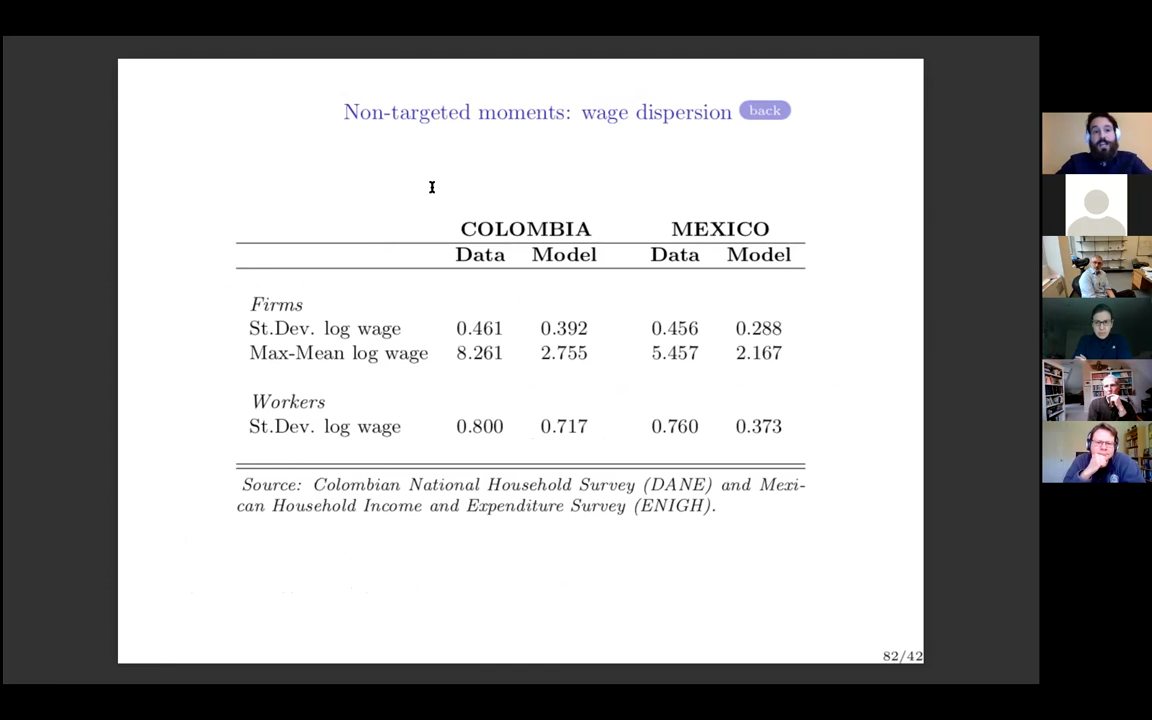 Non-targeted moments: wage dispersion back
COLOMBIA MEXICO
Data Model Data Model
Firms
St.Dev. log wage 0.461 0.392 0.456 0.288
Max-Mean log wage 8.261 2.755 5.457 2.167
Workers
St.Dev. log wage 0.800 0.717 0.760 0.373
Source: Colombian National Household Survey (DANE) and Mexi-
can Household Income and Expenditure Survey (ENIGH).
82/42